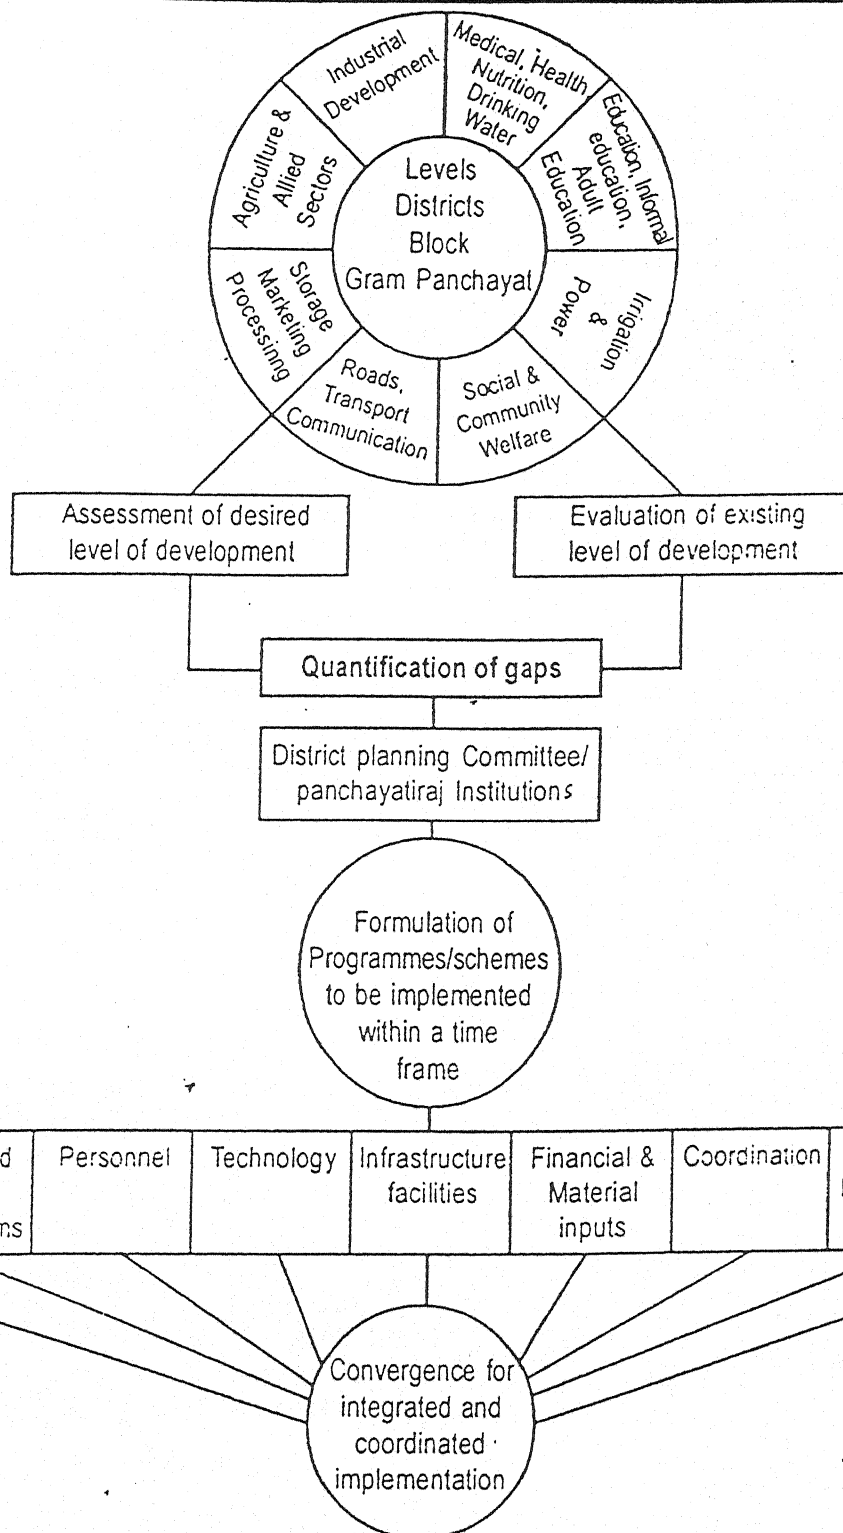 Industrial
Development
Medical, Health,
Nutrition,
Drinking
Water
Education, Informal
education,
Adult
Education
Irrigation
&
Power
Social &
Community
Welfare
Roads,
Transport
Communication
Storage
Marketing
Processinng
Agriculture &
Allied
Sectors
Levels
Districts
Block
Gram Panchayat
Assessment of desired
level of development
Evaluation of existing
level of development
Quantification of gaps
District planning Committee/
panchayatiraj Institutions
Formulation of
Programmes/schemes
to be implemented
within a time
frame
Personnel
Technology
Infrastructure
facilities
Financial &
Material
inputs
Coordination
Convergence for
integrated and
coordinated
implementation